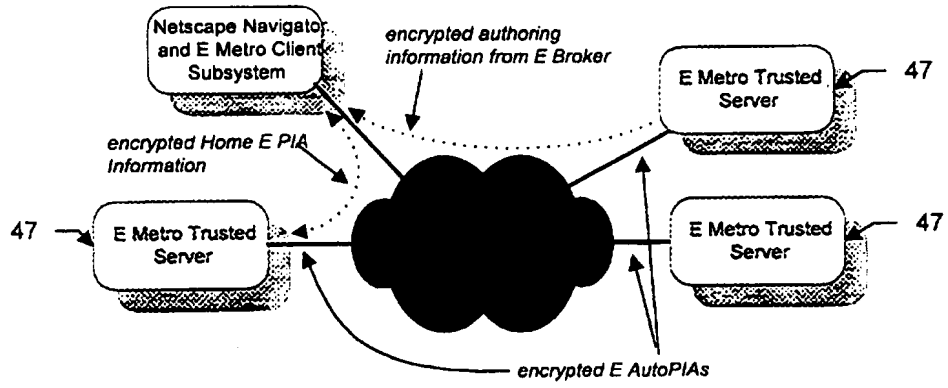 Netscape Navigator
and E Metro Client
Subsystem
encrypted authoring
information from E Broker
E Metro Trusted
Server
47
encrypted Home E PIA
Information
47
E Metro Trusted
Server
E Metro Trusted
Server
47
encrypted E AutoPIAs